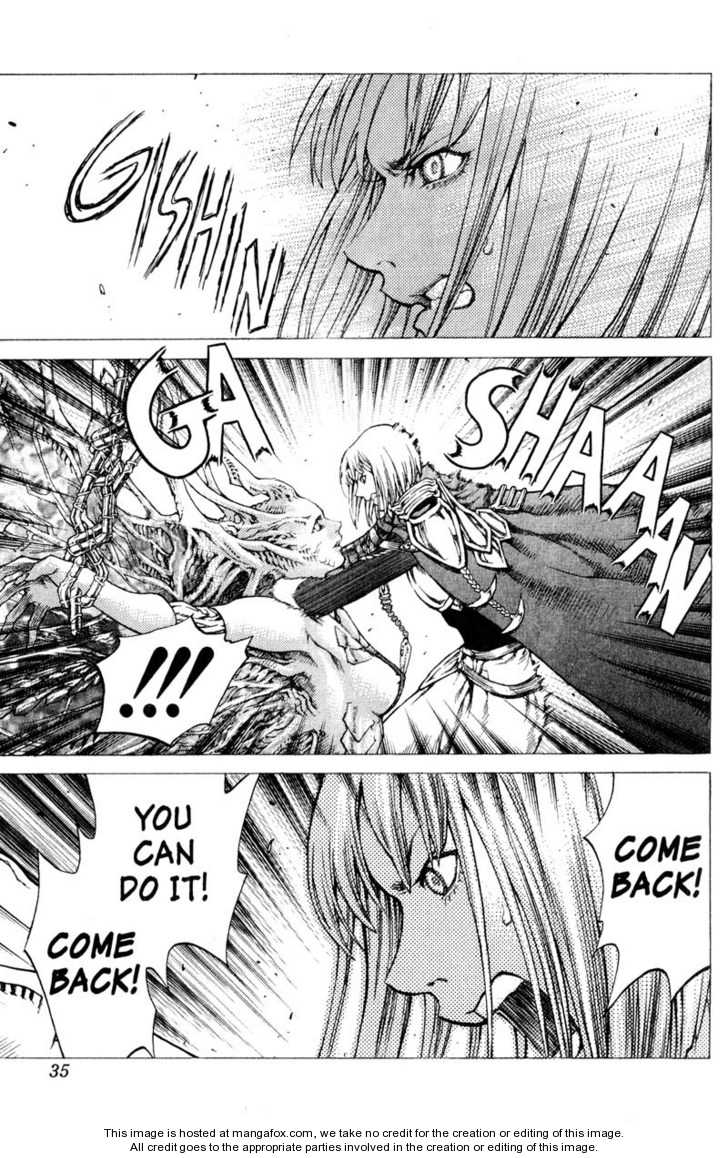 GISHIN
GA
SHAAAAN
!!!
COME
BACK!
YOU
CAN
DO IT!
COME
BACK!
35
This image is hosted at mangafox.com, we take no credit for the creation or editing of this image.
All credit goes to the appropriate parties involved in the creation or editing of this image.